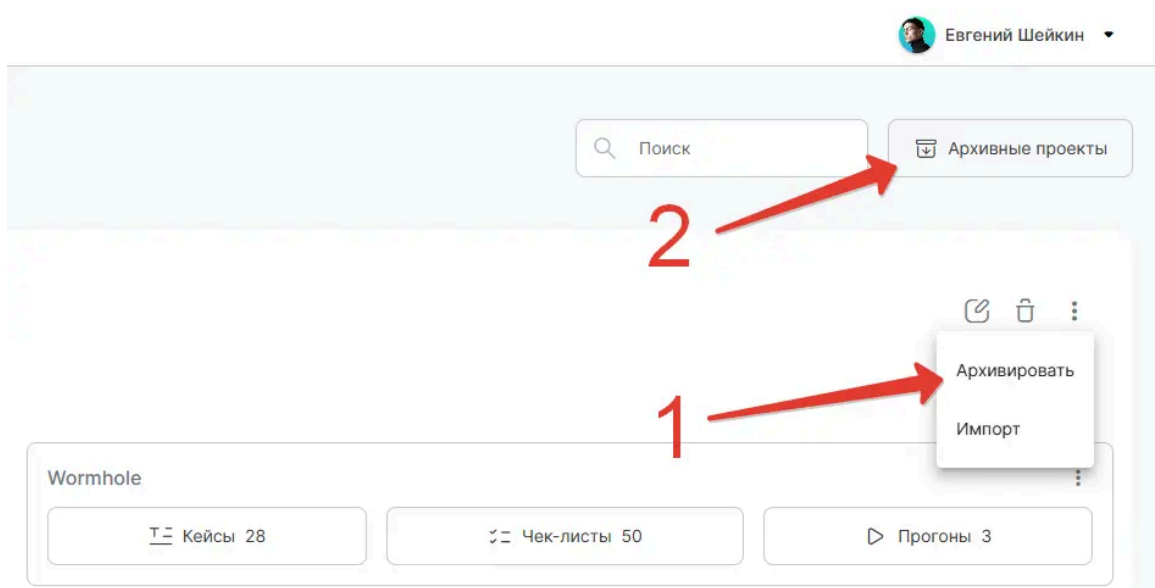 Евгений Шейкин
Поиск
Архивные проекты
2
Архивировать
1
Импорт
Wormhole
Кейсы 28
Чек-листы 50
Прогоны 3